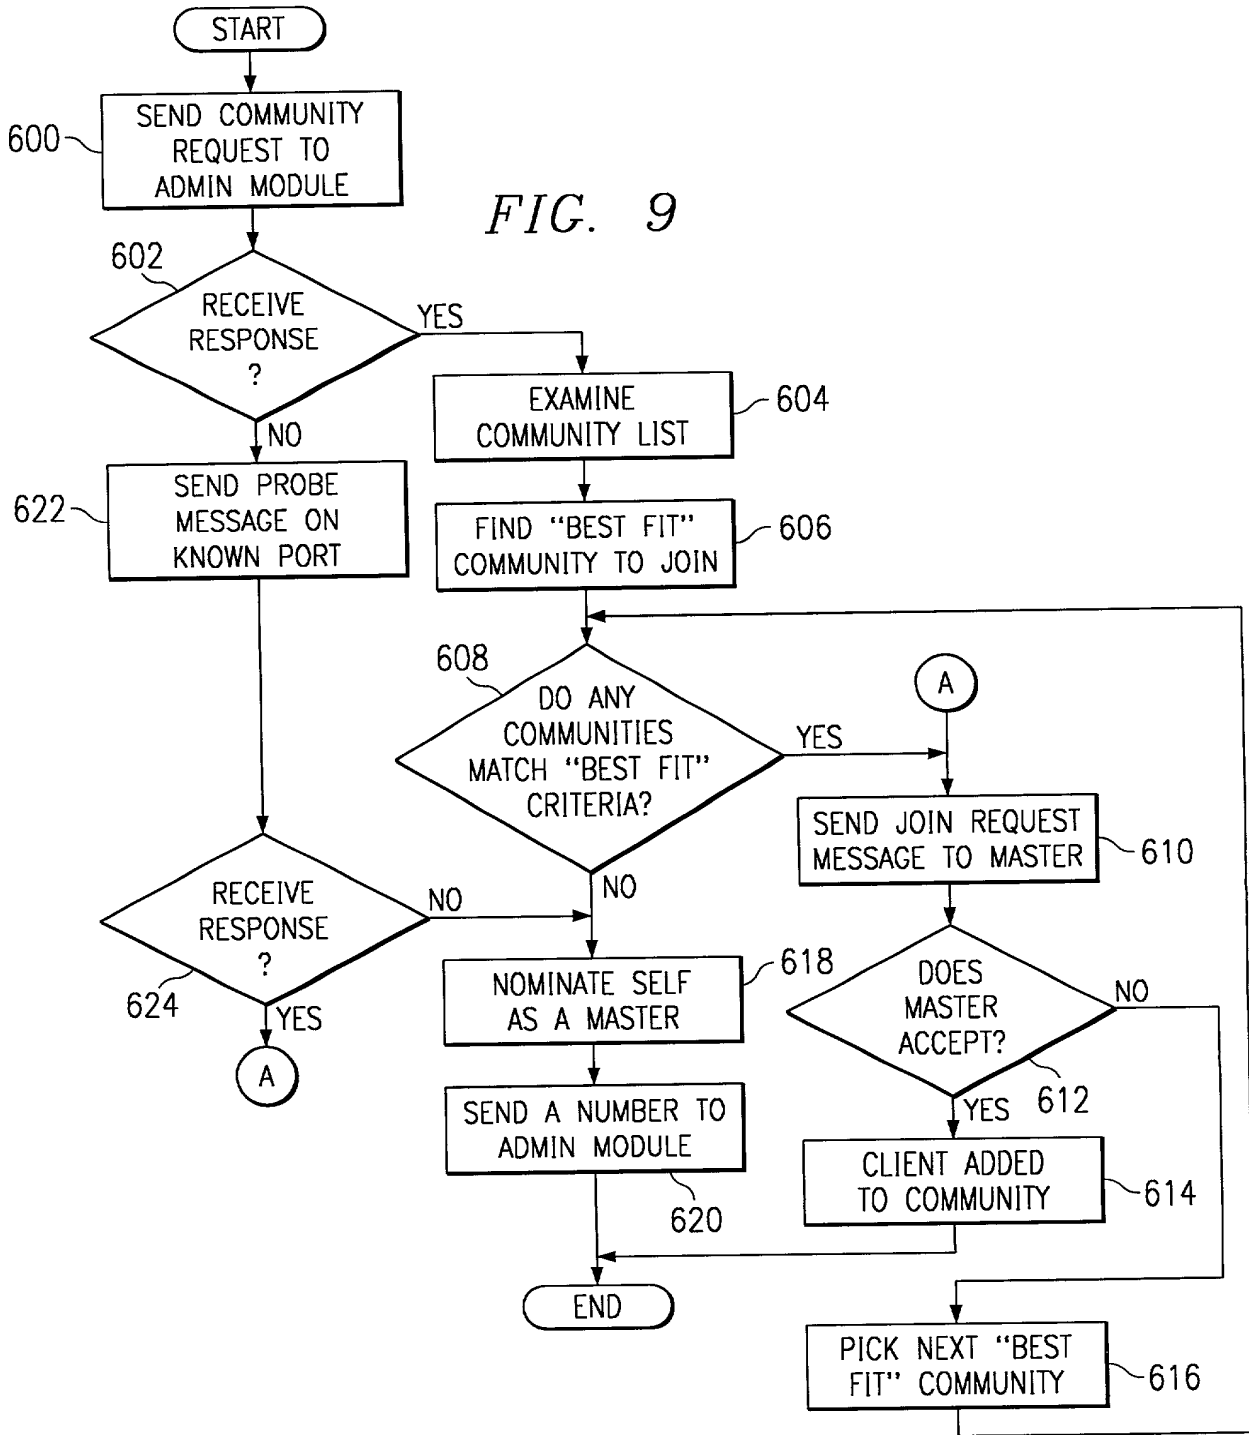 START
SEND COMMUNITY
REQUEST TO
ADMIN MODULE
600
FIG. 9
602
RECEIVE
RESPONSE
?
YES
NO
EXAMINE
COMMUNITY LIST
604
SEND PROBE
MESSAGE ON
KNOWN PORT
622
FIND "BEST FIT"
COMMUNITY TO JOIN
606
608
DO ANY
COMMUNITIES
MATCH "BEST FIT"
CRITERIA?
YES
NO
A
SEND JOIN REQUEST
MESSAGE TO MASTER
610
RECEIVE
RESPONSE
?
624
NO
YES
A
NOMINATE SELF
AS A MASTER
618
DOES
MASTER
ACCEPT?
NO
612
YES
SEND A NUMBER TO
ADMIN MODULE
620
CLIENT ADDED
TO COMMUNITY
614
END
PICK NEXT "BEST
FIT" COMMUNITY
616